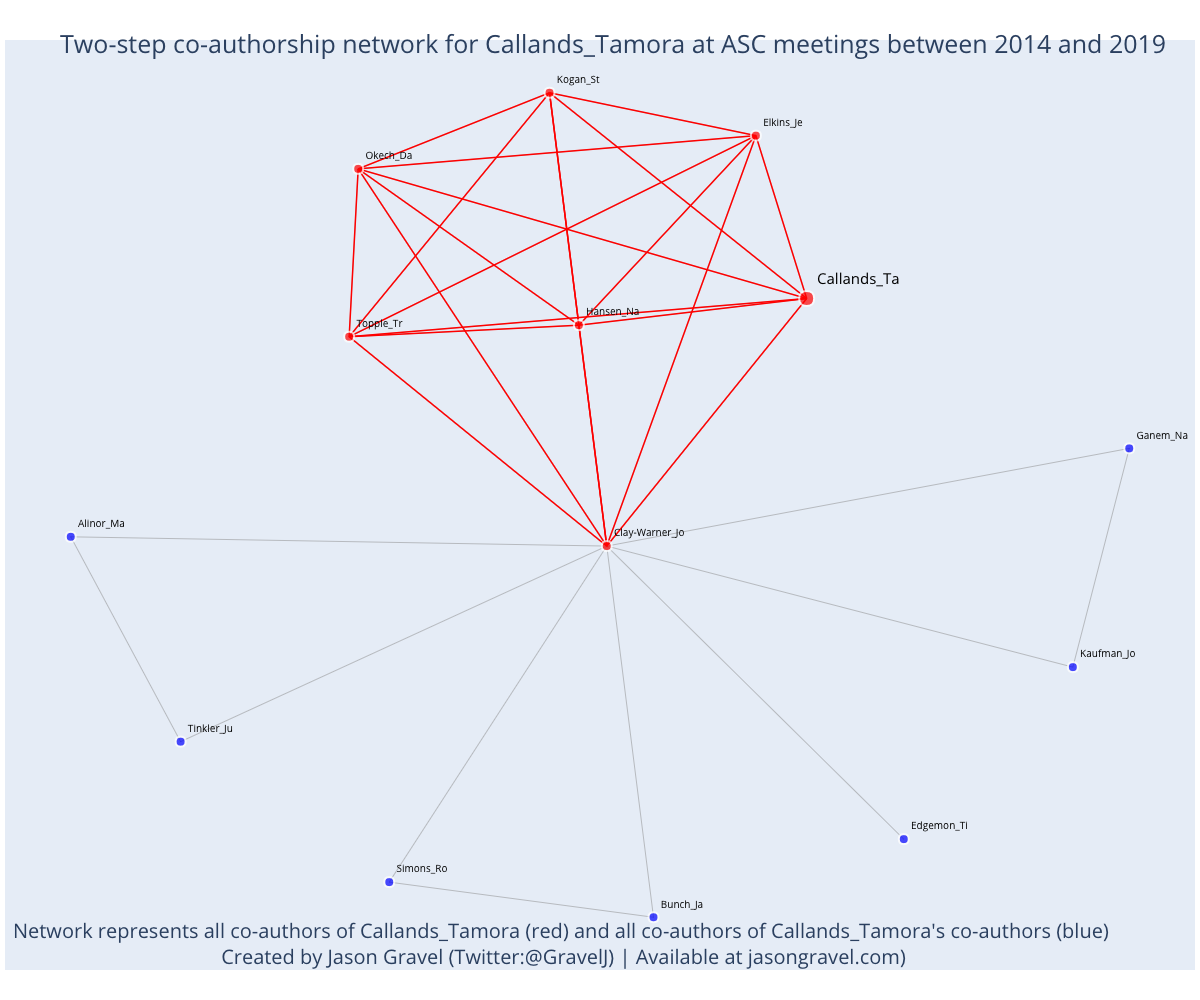 Two-step co-authorship network for Callands_Tamora at ASC meetings between 2014 and 2019
Kogan_St
Elkins_Je
Okech_Da
Callands_Ta
Hansen_Na
Topple_Tr
Ganem_Na
Alinor_Ma
Clay-Warner_Jo
Kaufman_Jo
Tinkler_Ju
Edgemon_Ti
Simons_Ro
Bunch_Ja
Network represents all co-authors of Callands_Tamora (red) and all co-authors of Callands_Tamora's co-authors (blue)
Created by Jason Gravel (Twitter:@GravelJ) | Available at jasongravel.com)